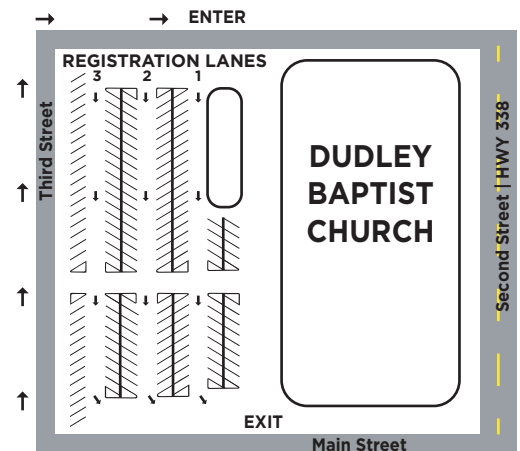 ENTER
REGISTRATION LANES
3 2 1
Third Street
DUDLEY
BAPTIST
CHURCH
Second Street | HWY 338
EXIT
Main Street